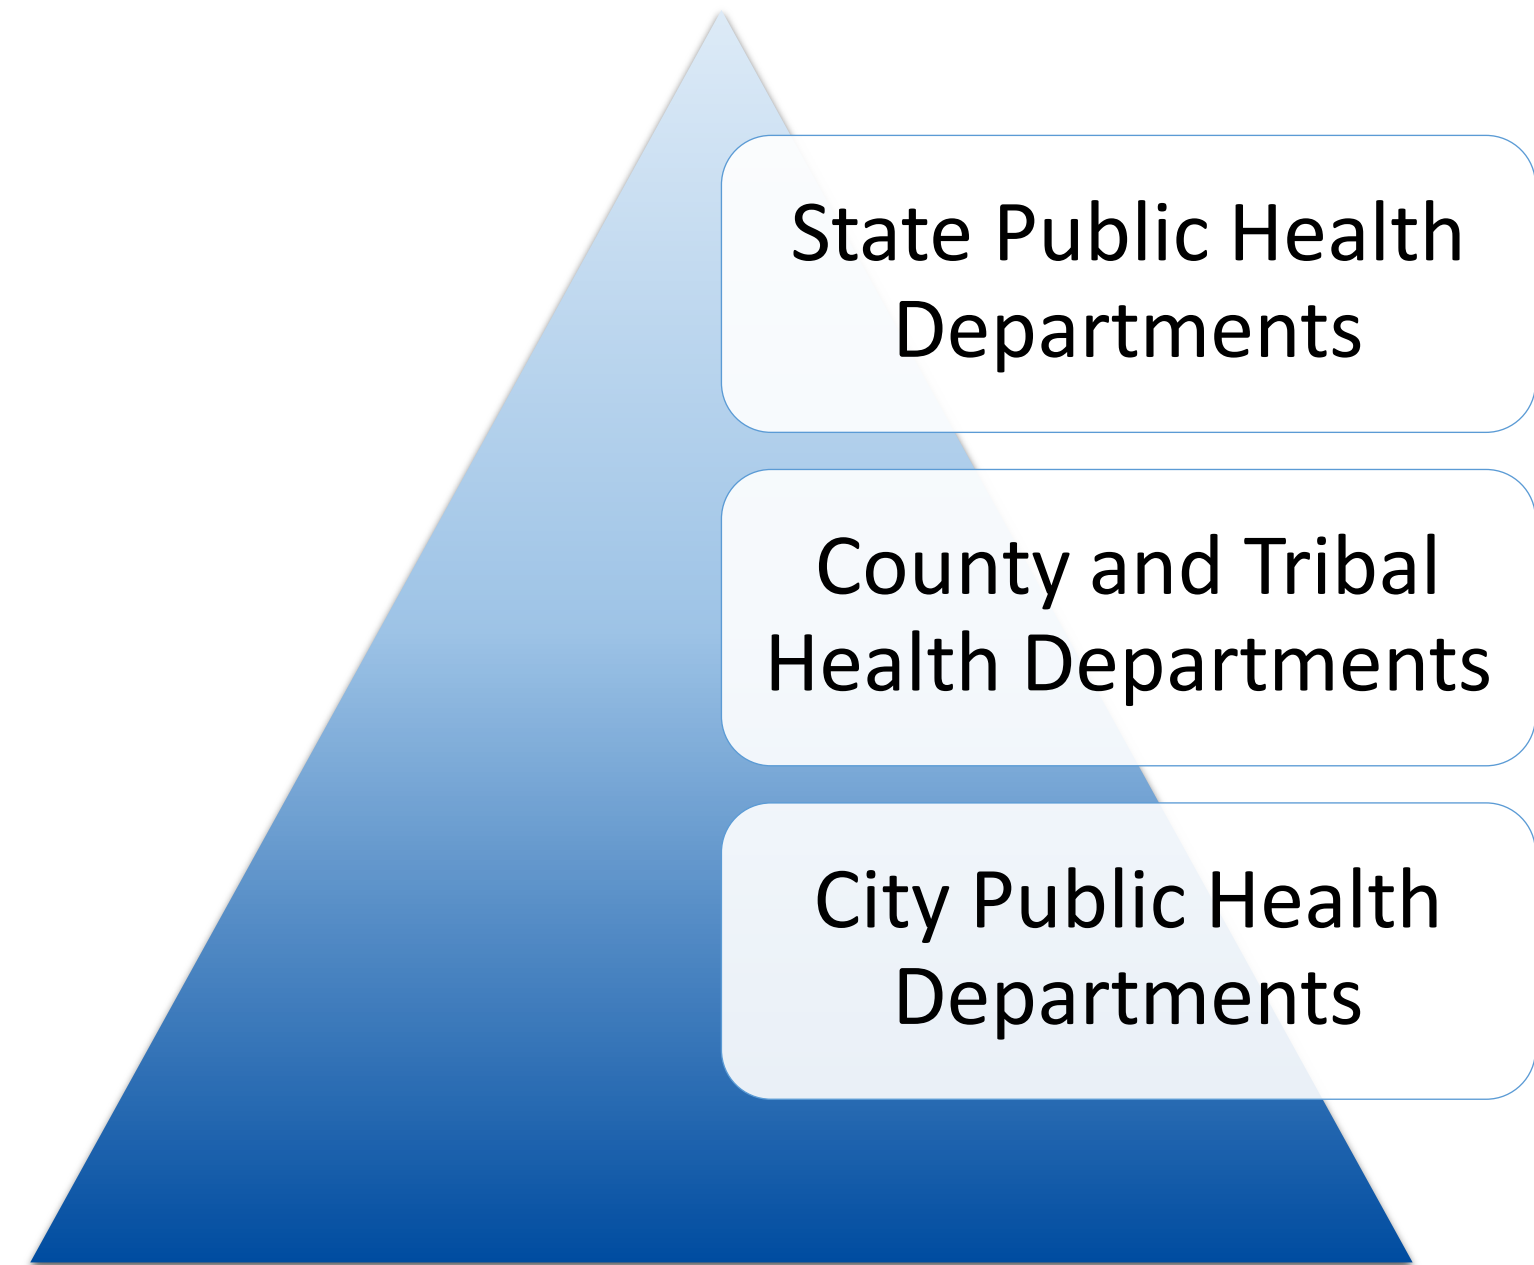 State Public Health
Departments
County and Tribal
Health Departments
City Public Health
Departments